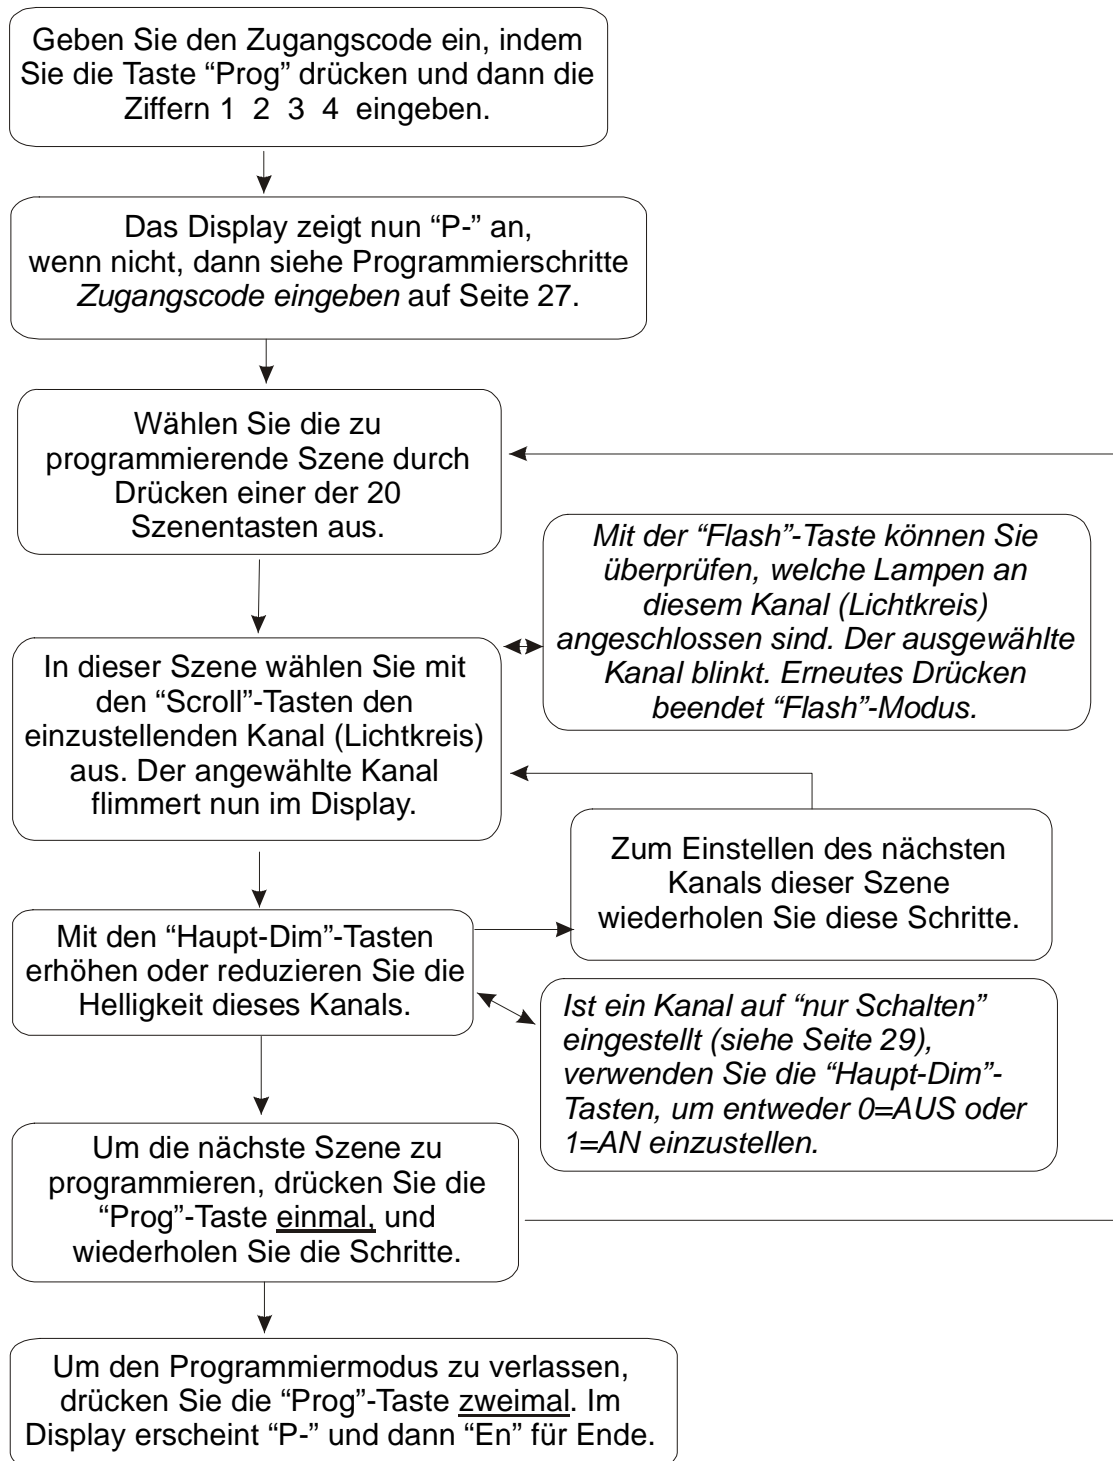 Geben Sie den Zugangscode ein, indem
Sie die Taste “Prog” drücken und dann die
Ziffern 1 2 3 4 eingeben.
Das Display zeigt nun “P-” an,
wenn nicht, dann siehe Programmierschritte
Zugangscode eingeben auf Seite 27.
Wählen Sie die zu
programmierende Szene durch
Drücken einer der 20
Szenentasten aus.
Mit der “Flash”-Taste können Sie
überprüfen, welche Lampen an
diesem Kanal (Lichtkreis)
angeschlossen sind. Der ausgewählte
Kanal blinkt. Erneutes Drücken
beendet “Flash”-Modus.
In dieser Szene wählen Sie mit
den “Scroll”-Tasten den
einzustellenden Kanal (Lichtkreis)
aus. Der angewählte Kanal
flimmert nun im Display.
Zum Einstellen des nächsten
Kanals dieser Szene
wiederholen Sie diese Schritte.
Mit den “Haupt-Dim”-Tasten
erhöhen oder reduzieren Sie die
Helligkeit dieses Kanals.
Ist ein Kanal auf “nur Schalten”
eingestellt (siehe Seite 29),
verwenden Sie die “Haupt-Dim”-
Tasten, um entweder 0=AUS oder
1=AN einzustellen.
Um die nächste Szene zu
programmieren, drücken Sie die
“Prog”-Taste einmal, und
wiederholen Sie die Schritte.
Um den Programmiermodus zu verlassen,
drücken Sie die “Prog”-Taste zweimal. Im
Display erscheint “P-” und dann “En” für Ende.